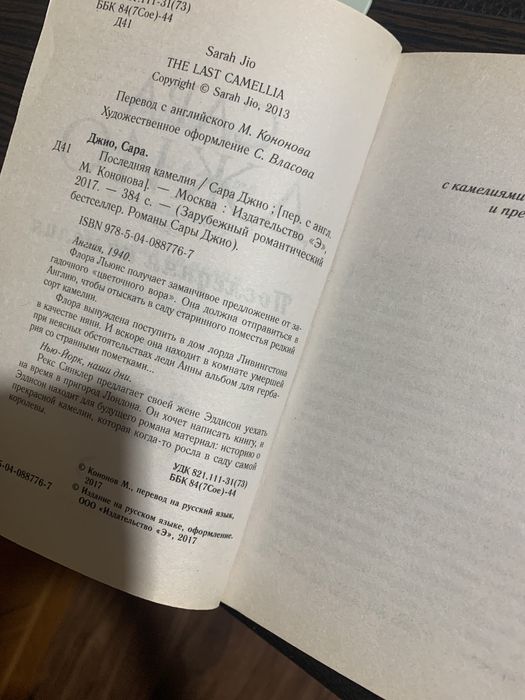 821.111-31(73)
ББК 84(7Сое)-44
Д41
Sarah Jio
THE LAST CAMELLIA
Copyright © Sarah Jio, 2013
Перевод с английского М. Кононова
Художественное оформление С. Власова
Джио, Сара.
Д41 Последняя камелия / Сара Джио ; [пер. с англ.
М. Кононова]. — Москва : Издательство «Э»,
2017. — 384 с. — (Зарубежный романтический
бестселлер. Романы Сары Джио).
ISBN 978-5-04-088776-7
Англия, 1940.
Флора Льюис получает заманчивое предложение от за-
гадочного «цветочного вора». Она должна отправиться в
Англию, чтобы отыскать в саду старинного поместья редкий
сорт камелии.
Флора вынуждена поступить в дом лорда Ливингстона
в качестве няни. И вскоре она находит в комнате умершей
при неясных обстоятельствах леди Анны альбом для герба-
рия со странными пометками...
Нью-Йорк, наши дни.
Рекс Синклер предлагает своей жене Эддисон уехать
на время в пригород Лондона. Он хочет написать книгу, и
Эддисон находит для будущего романа материал: историю о
прекрасной камелии, которая когда-то росла в саду самой
королевы.
УДК 821.111-31(73)
ББК 84(7Сое)-44
© Кононов М., перевод на русский язык,
2017
© Издание на русском языке, оформление.
ООО «Издательство «Э», 2017
5-04-088776-7
с камелиями
и пре